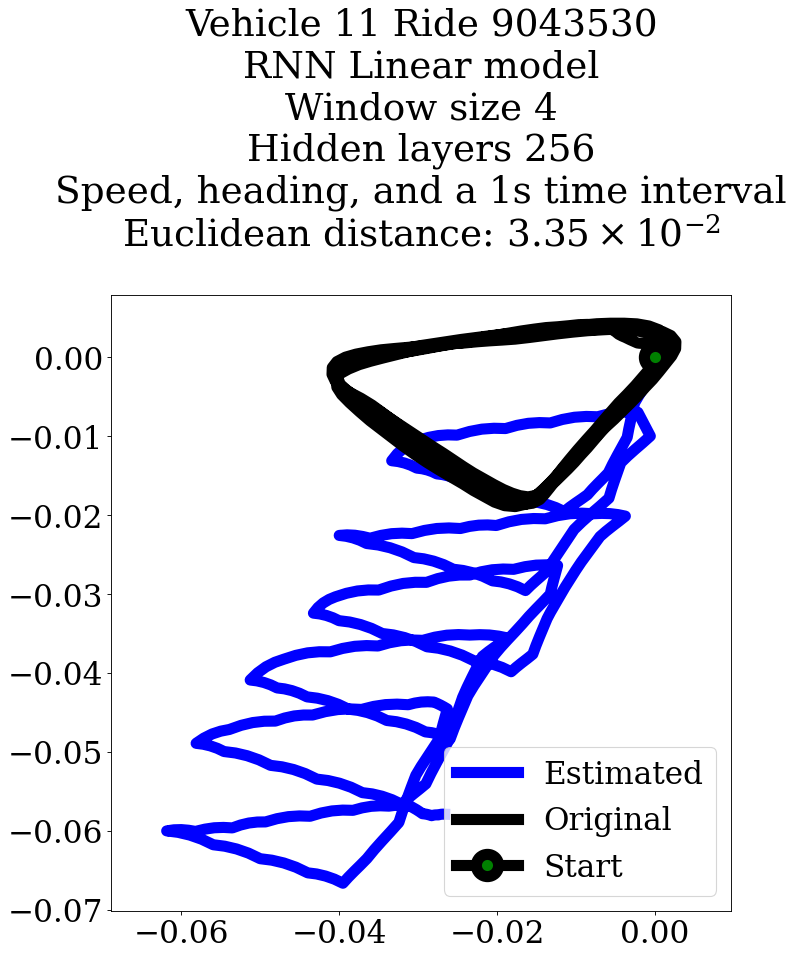 Vehicle 11 Ride 9043530
RNN Linear model
Window size 4
Hidden layers 256
Speed, heading, and a 1s time interval
Euclidean distance: 3.35 × 10⁻²
0.00
−0.01
−0.02
−0.03
−0.04
−0.05
−0.06
−0.07
Estimated
Original
Start
−0.06 −0.04 −0.02 0.00